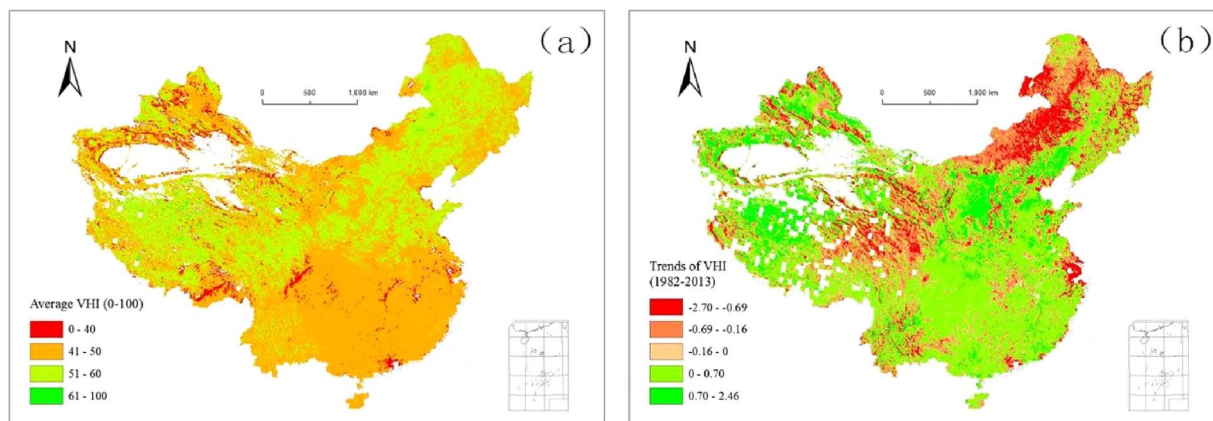 (a)
N
0 500 1,000 km
Average VHI (0-100)
0 - 40
41 - 50
51 - 60
61 - 100
(b)
N
0 500 1,000 km
Trends of VHI
(1982-2013)
-2.70 - -0.69
-0.69 - -0.16
-0.16 - 0
0 - 0.70
0.70 - 2.46